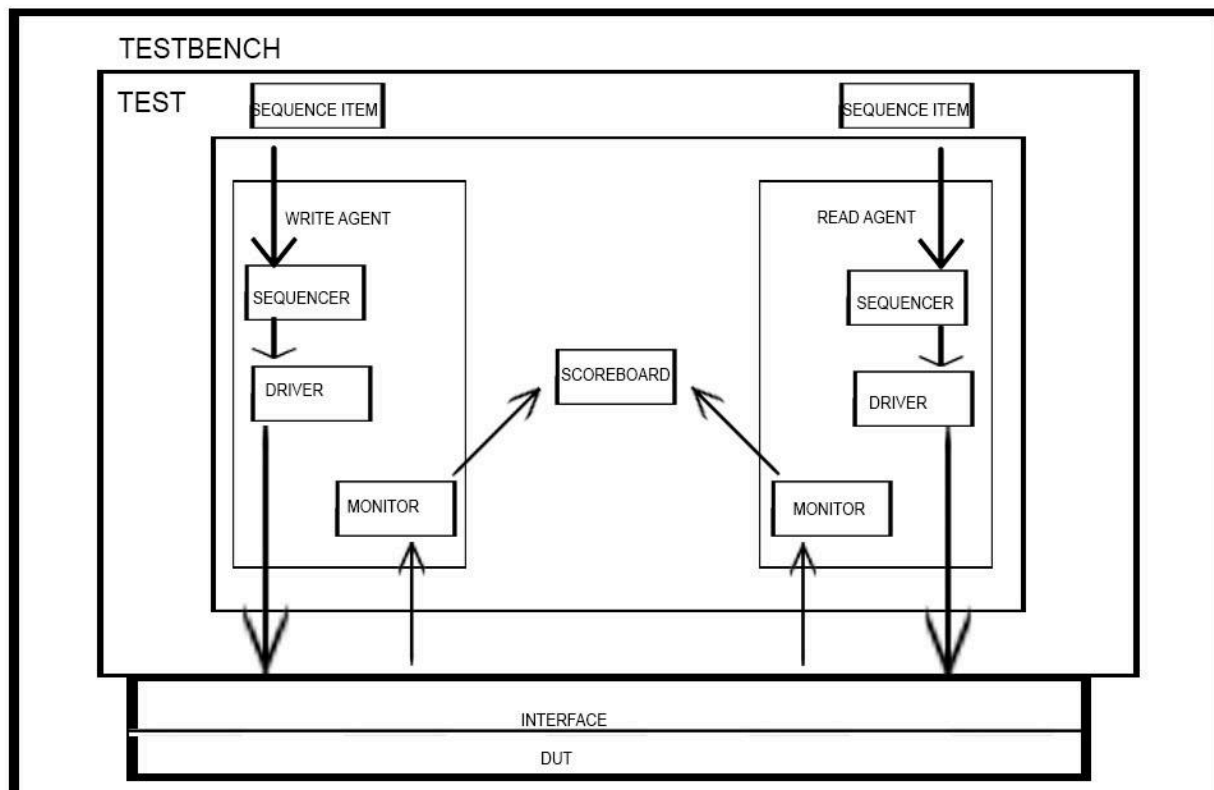 TESTBENCH
TEST
SEQUENCE ITEM
SEQUENCE ITEM
WRITE AGENT
READ AGENT
SEQUENCER
SEQUENCER
SCOREBOARD
DRIVER
DRIVER
MONITOR
MONITOR
INTERFACE
DUT